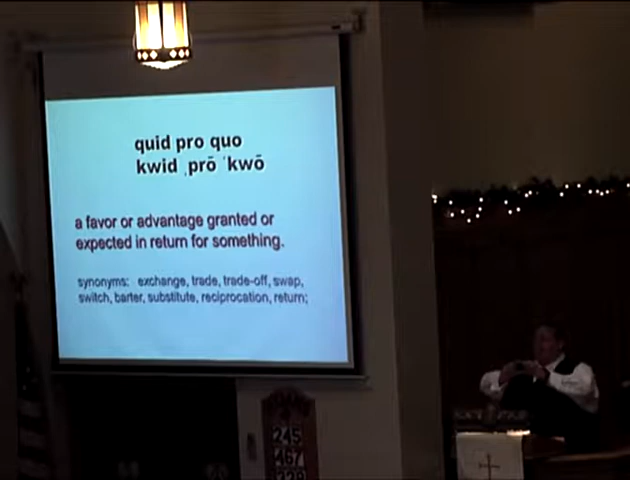 quid pro quo
kwid ˌprō ˈkwō
a favor or advantage granted or
expected in return for something.
synonyms: exchange, trade, trade-off, swap,
switch, barter, substitute, reciprocation, return;
245
467